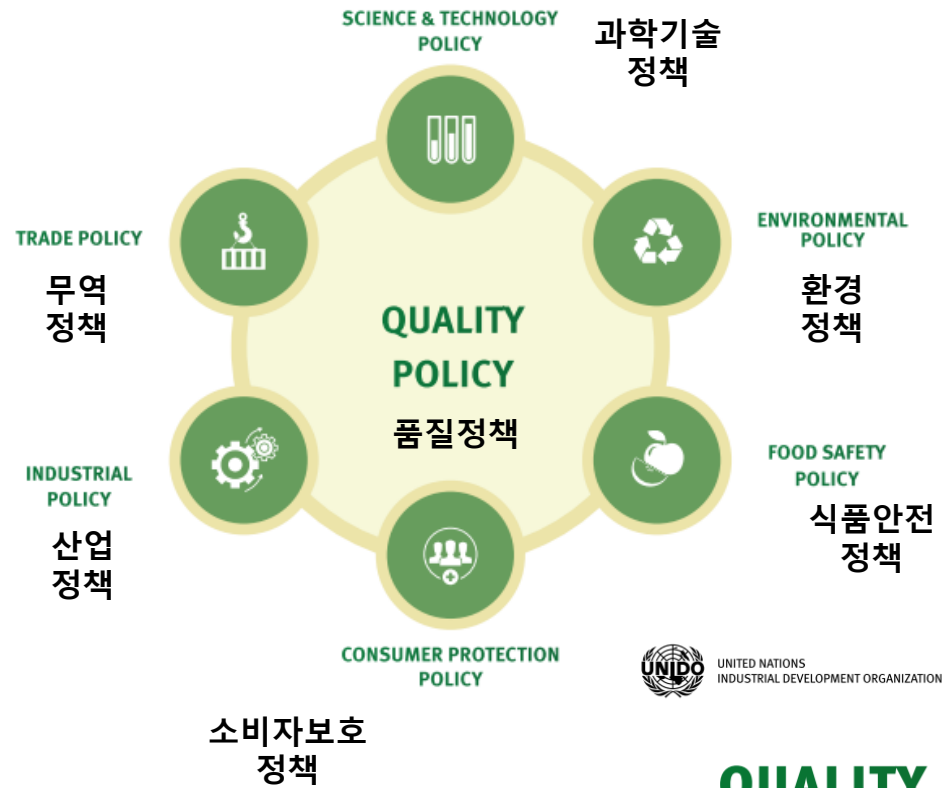 SCIENCE & TECHNOLOGY
POLICY
과학기술
정책
TRADE POLICY
무역
정책
ENVIRONMENTAL
POLICY
환경
정책
QUALITY
POLICY
품질정책
INDUSTRIAL
POLICY
산업
정책
FOOD SAFETY
POLICY
식품안전
정책
CONSUMER PROTECTION
POLICY
소비자보호
정책
UNIDO
UNITED NATIONS
INDUSTRIAL DEVELOPMENT ORGANIZATION
QUALITY